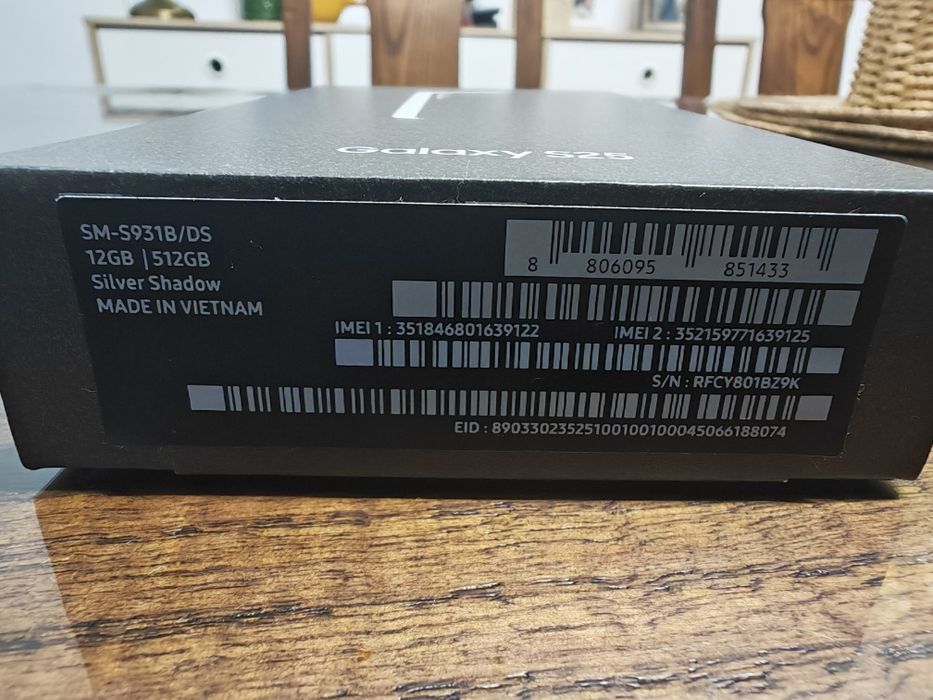 Galaxy S25
SM-S931B/DS
12GB | 512GB
Silver Shadow
MADE IN VIETNAM
8 806095 851433
IMEI 1 : 351846801639122
IMEI 2 : 352159771639125
S/N : RFCY801BZ9K
EID : 89033023525100100100045066188074